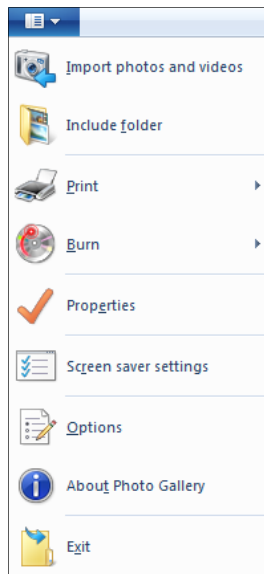 Import photos and videos
Include folder
Print
Burn
Properties
Screen saver settings
Options
About Photo Gallery
Exit